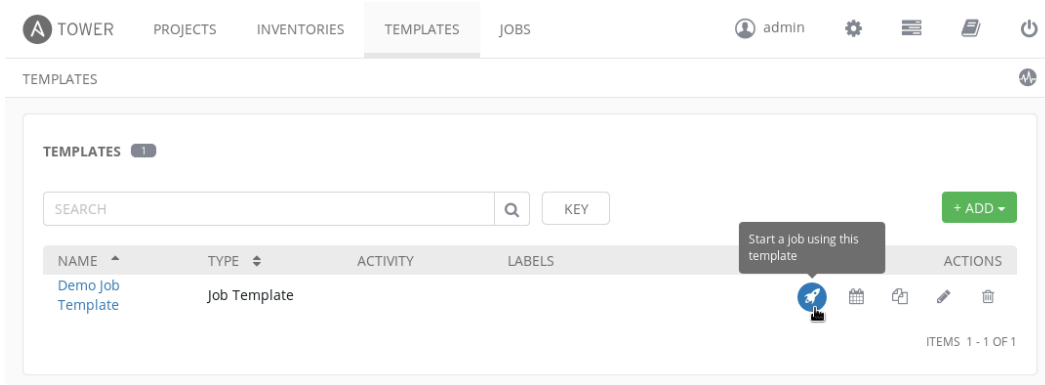 A TOWER PROJECTS INVENTORIES TEMPLATES JOBS admin
TEMPLATES
TEMPLATES 1
SEARCH KEY + ADD
Start a job using this
template
NAME TYPE ACTIVITY LABELS ACTIONS
Demo Job
Template
Job Template
ITEMS 1 - 1 OF 1